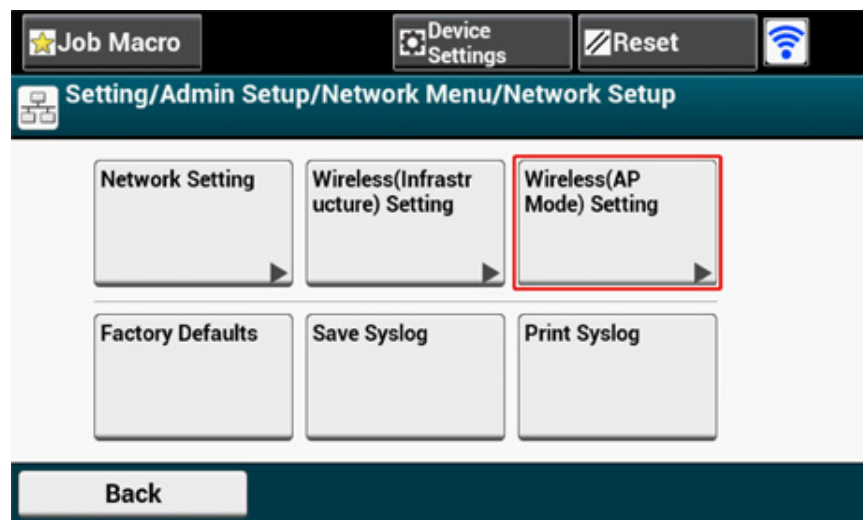 Job Macro
Device
Settings
Reset
Setting/Admin Setup/Network Menu/Network Setup
Network Setting
Wireless(Infrastr
ucture) Setting
Wireless(AP
Mode) Setting
Factory Defaults
Save Syslog
Print Syslog
Back